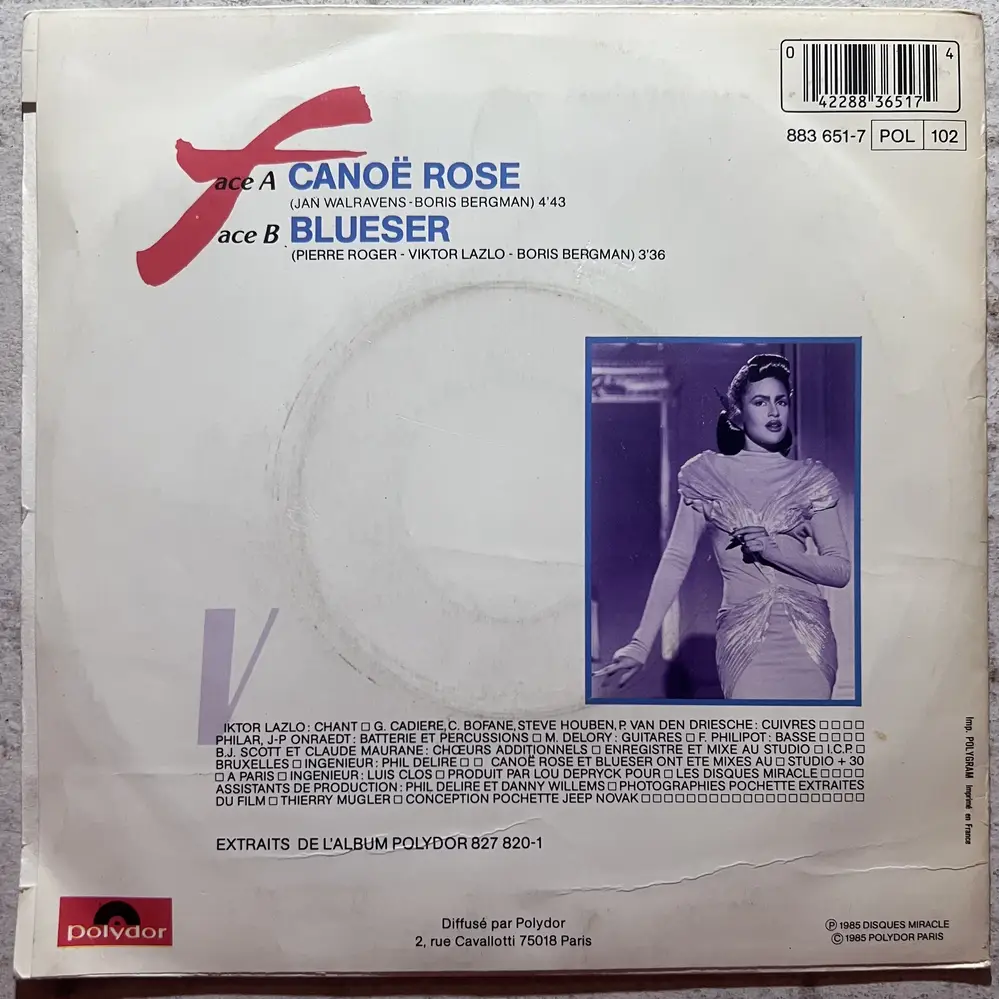 0 42288 36517 4
883 651-7 POL 102
Face A CANOË ROSE
(JAN WALRAVENS - BORIS BERGMAN) 4'43
Face B BLUESER
(PIERRE ROGER - VIKTOR LAZLO - BORIS BERGMAN) 3'36
VIKTOR LAZLO : CHANT □ G. CADIERE, C. BOFANE, STEVE HOUBEN, P. VAN DEN DRIESCHE : CUIVRES □□□□
PHILAR, J-P ONRAEDT : BATTERIE ET PERCUSSIONS □ M. DELORY : GUITARES □ F. PHILIPOT : BASSE □□□□
B.J. SCOTT ET CLAUDE MAURANE : CHŒURS ADDITIONNELS □ ENREGISTRE ET MIXE AU STUDIO □ I.C.P. □
BRUXELLES □ INGENIEUR : PHIL DELIRE □□ CANOË ROSE ET BLUESER ONT ETE MIXES AU □ STUDIO + 30
□ A PARIS □ INGENIEUR : LUIS CLOS □ PRODUIT PAR LOU DEPRYCK POUR □ LES DISQUES MIRACLE □□□□
ASSISTANTS DE PRODUCTION : PHIL DELIRE ET DANNY WILLEMS □ PHOTOGRAPHIES POCHETTE EXTRAITES
DU FILM □ THIERRY MUGLER □ CONCEPTION POCHETTE JEEP NOVAK □□□□□□□□□□□□□□□□□□□
EXTRAITS DE L'ALBUM POLYDOR 827 820-1
Imp. POLYGRAM Imprimé en France
polydor
Diffusé par Polydor
2, rue Cavallotti 75018 Paris
Ⓟ 1985 DISQUES MIRACLE
© 1985 POLYDOR PARIS